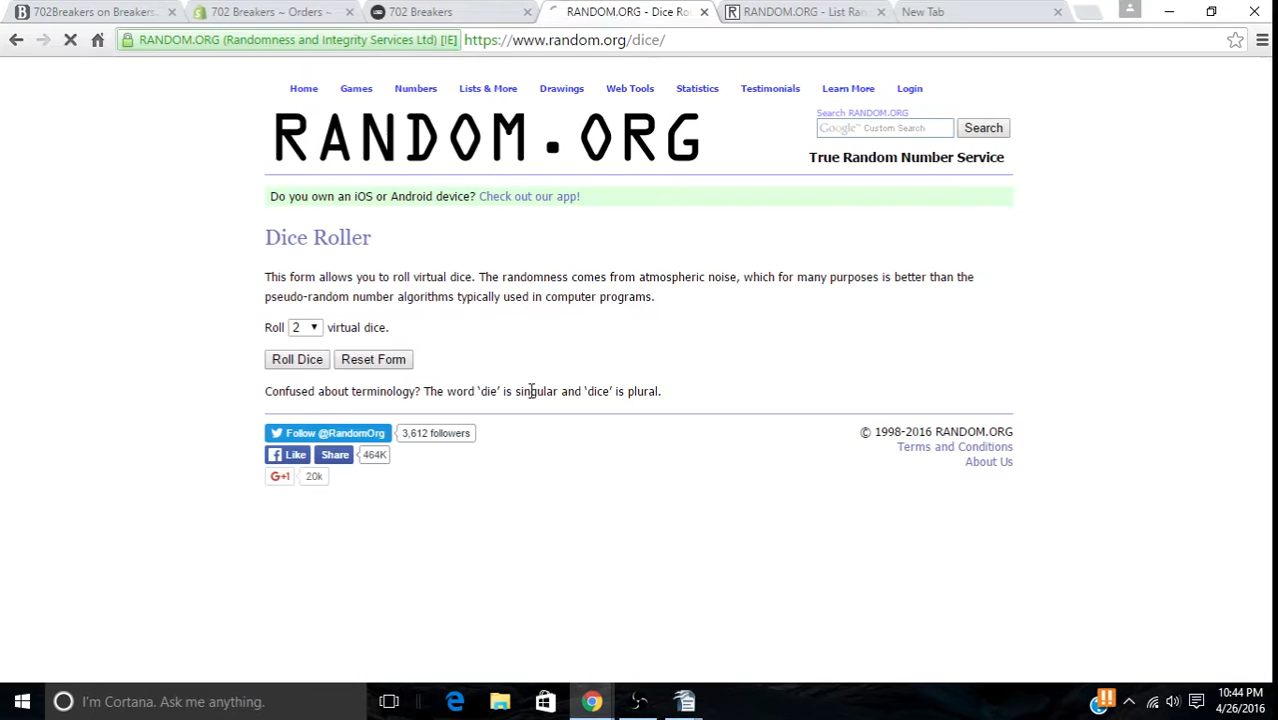 702Breakers on Breakers.
702 Breakers ~ Orders ~
702 Breakers
RANDOM.ORG - Dice Ro
RANDOM.ORG - List Ran
New Tab
RANDOM.ORG (Randomness and Integrity Services Ltd) [IE]
https://www.random.org/dice/
Home Games Numbers Lists & More Drawings Web Tools Statistics Testimonials Learn More Login
RANDOM.ORG
Search RANDOM.ORG
Google™ Custom Search
Search
True Random Number Service
Do you own an iOS or Android device? Check out our app!
Dice Roller
This form allows you to roll virtual dice. The randomness comes from atmospheric noise, which for many purposes is better than the
pseudo-random number algorithms typically used in computer programs.
Roll 2 virtual dice.
Roll Dice Reset Form
Confused about terminology? The word ‘die’ is singular and ‘dice’ is plural.
Follow @RandomOrg 3,612 followers
Like Share 464K
G+1 20k
© 1998-2016 RANDOM.ORG
Terms and Conditions
About Us
I'm Cortana. Ask me anything.
10:44 PM
4/26/2016